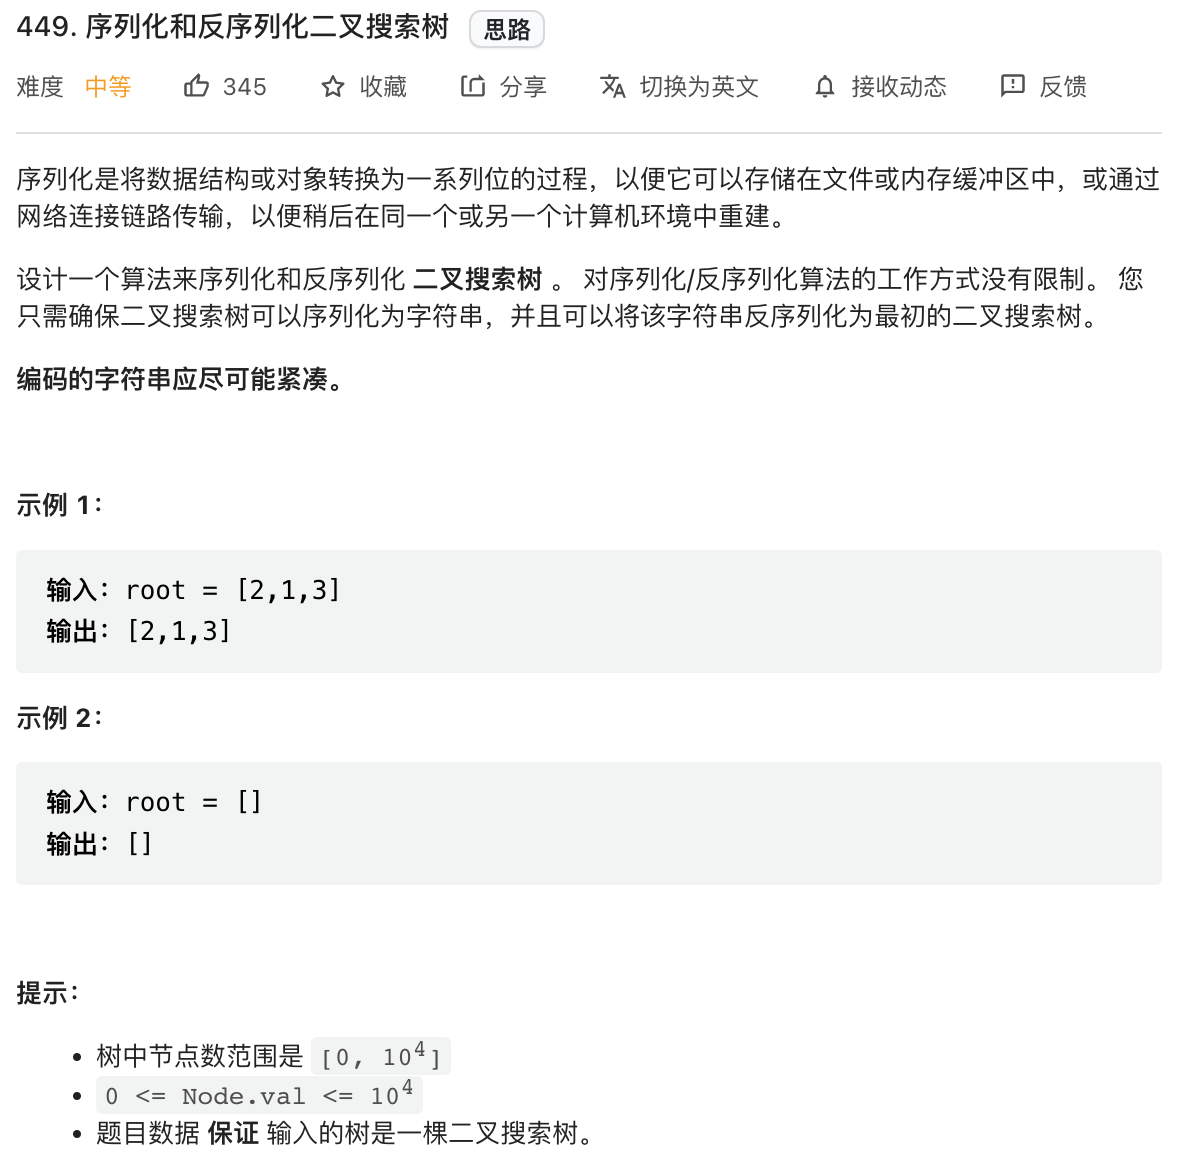 449. 序列化和反序列化二叉搜索树 思路
难度 中等 345 收藏 分享 切换为英文 接收动态 反馈
序列化是将数据结构或对象转换为一系列位的过程，以便它可以存储在文件或内存缓冲区中，或通过
网络连接链路传输，以便稍后在同一个或另一个计算机环境中重建。
设计一个算法来序列化和反序列化 二叉搜索树 。 对序列化/反序列化算法的工作方式没有限制。 您
只需确保二叉搜索树可以序列化为字符串，并且可以将该字符串反序列化为最初的二叉搜索树。
编码的字符串应尽可能紧凑。
示例 1：
输入：root = [2,1,3]
输出：[2,1,3]
示例 2：
输入：root = []
输出：[]
提示：
• 树中节点数范围是 [0, 10⁴]
• 0 <= Node.val <= 10⁴
• 题目数据 保证 输入的树是一棵二叉搜索树。